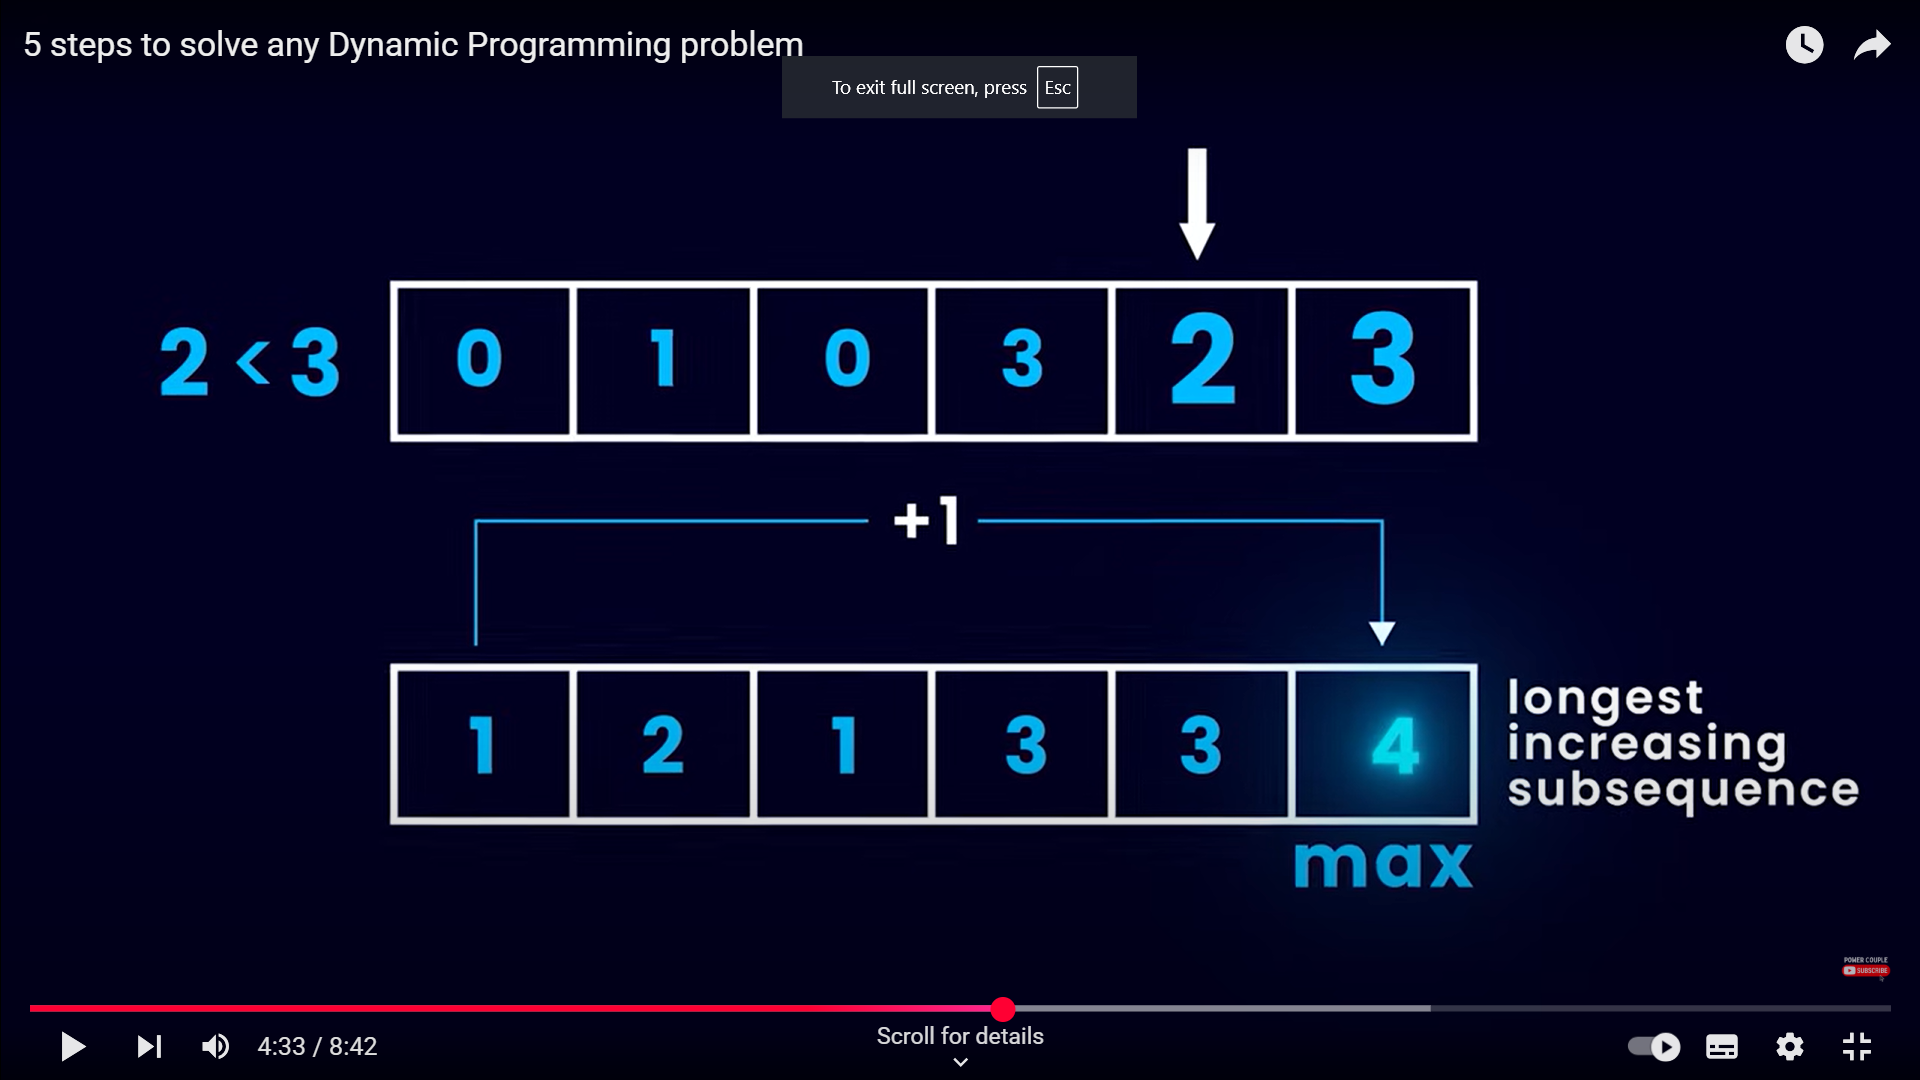 5 steps to solve any Dynamic Programming problem
To exit full screen, press Esc
2 < 3
0 1 0 3 2 3
+1
1 2 1 3 3 4
longest
increasing
subsequence
max
POWER COUPLE
SUBSCRIBE
4:33 / 8:42
Scroll for details